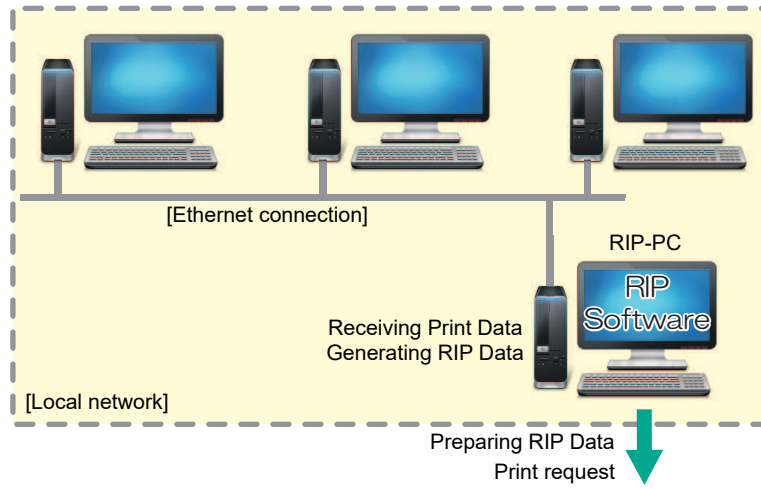 [Ethernet connection]
RIP-PC
RIP
Software
Receiving Print Data
Generating RIP Data
[Local network]
Preparing RIP Data
Print request